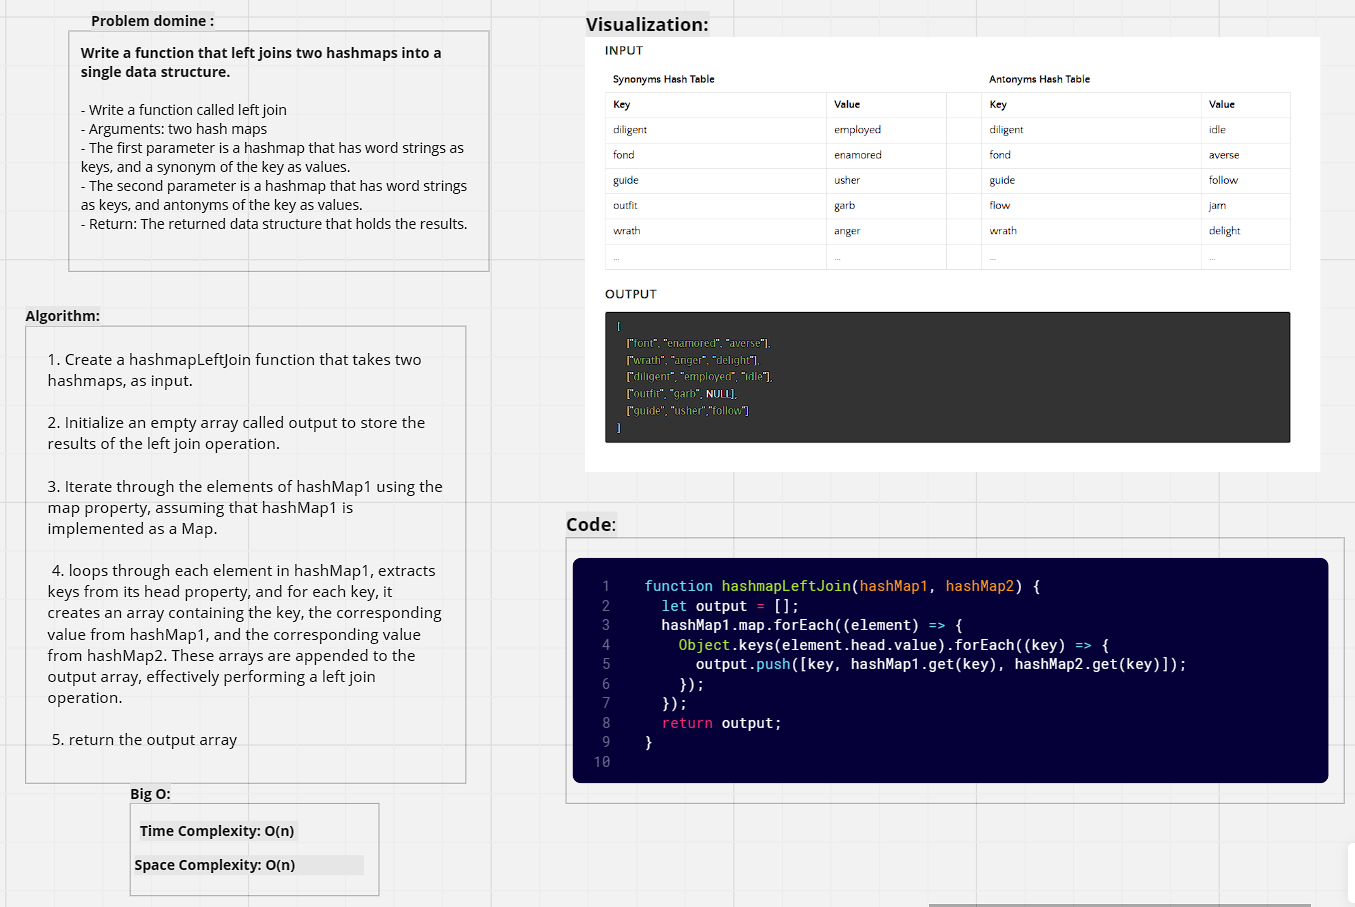 Problem domine :
Write a function that left joins two hashmaps into a
single data structure.
- Write a function called left join
- Arguments: two hash maps
- The first parameter is a hashmap that has word strings as
keys, and a synonym of the key as values.
- The second parameter is a hashmap that has word strings
as keys, and antonyms of the key as values.
- Return: The returned data structure that holds the results.
Algorithm:
1. Create a hashmapLeftJoin function that takes two
hashmaps, as input.
2. Initialize an empty array called output to store the
results of the left join operation.
3. Iterate through the elements of hashMap1 using the
map property, assuming that hashMap1 is
implemented as a Map.
4. loops through each element in hashMap1, extracts
keys from its head property, and for each key, it
creates an array containing the key, the corresponding
value from hashMap1, and the corresponding value
from hashMap2. These arrays are appended to the
output array, effectively performing a left join
operation.
5. return the output array
Big O:
Time Complexity: O(n)
Space Complexity: O(n)
Visualization:
INPUT
Synonyms Hash Table Antonyms Hash Table
Key Value Key Value
diligent employed diligent idle
fond enamored fond averse
guide usher guide follow
outfit garb flow jam
wrath anger wrath delight
... ... ... ...
OUTPUT
[
["font", "enamored", "averse"],
["wrath", "anger", "delight"],
["diligent", "employed", "idle"],
["outfit", "garb", NULL],
["guide", "usher","follow"]
]
Code:
1 function hashmapLeftJoin(hashMap1, hashMap2) {
2 let output = [];
3 hashMap1.map.forEach((element) => {
4 Object.keys(element.head.value).forEach((key) => {
5 output.push([key, hashMap1.get(key), hashMap2.get(key)]);
6 });
7 });
8 return output;
9 }
10